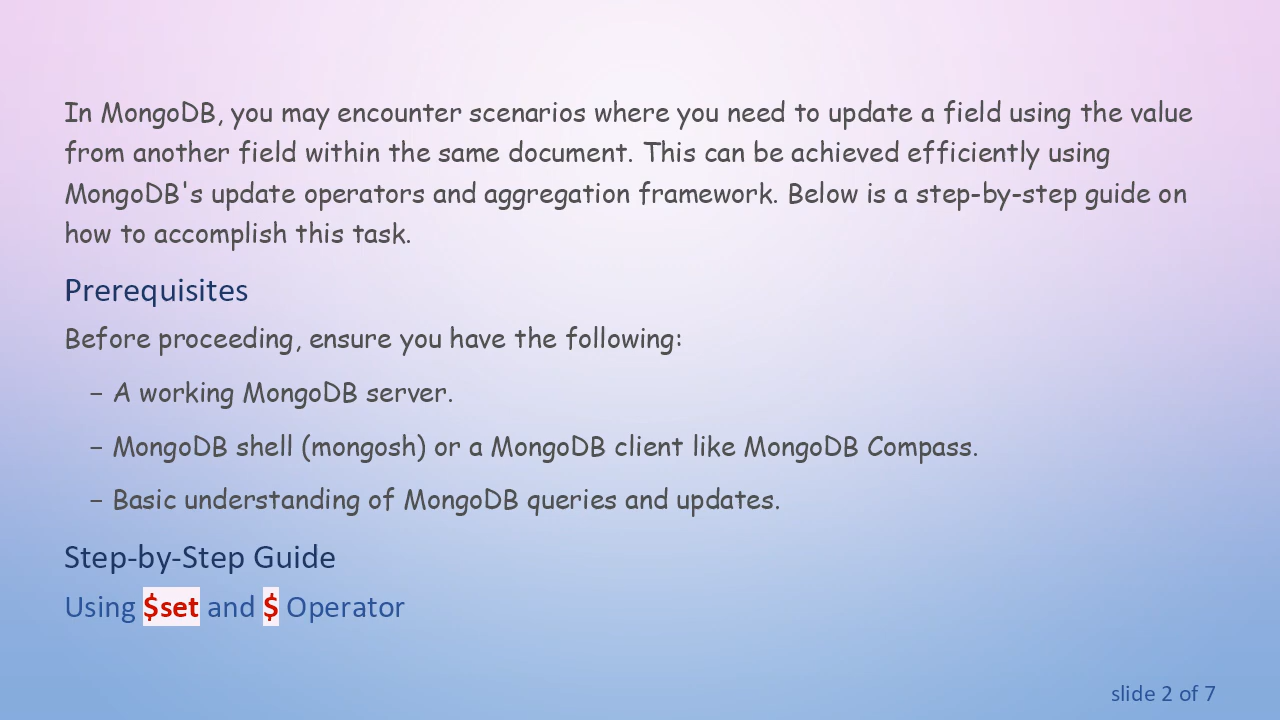 In MongoDB, you may encounter scenarios where you need to update a field using the value
from another field within the same document. This can be achieved efficiently using
MongoDB's update operators and aggregation framework. Below is a step-by-step guide on
how to accomplish this task.
Prerequisites
Before proceeding, ensure you have the following:
– A working MongoDB server.
– MongoDB shell (mongosh) or a MongoDB client like MongoDB Compass.
– Basic understanding of MongoDB queries and updates.
Step-by-Step Guide
Using $set and $ Operator
slide 2 of 7